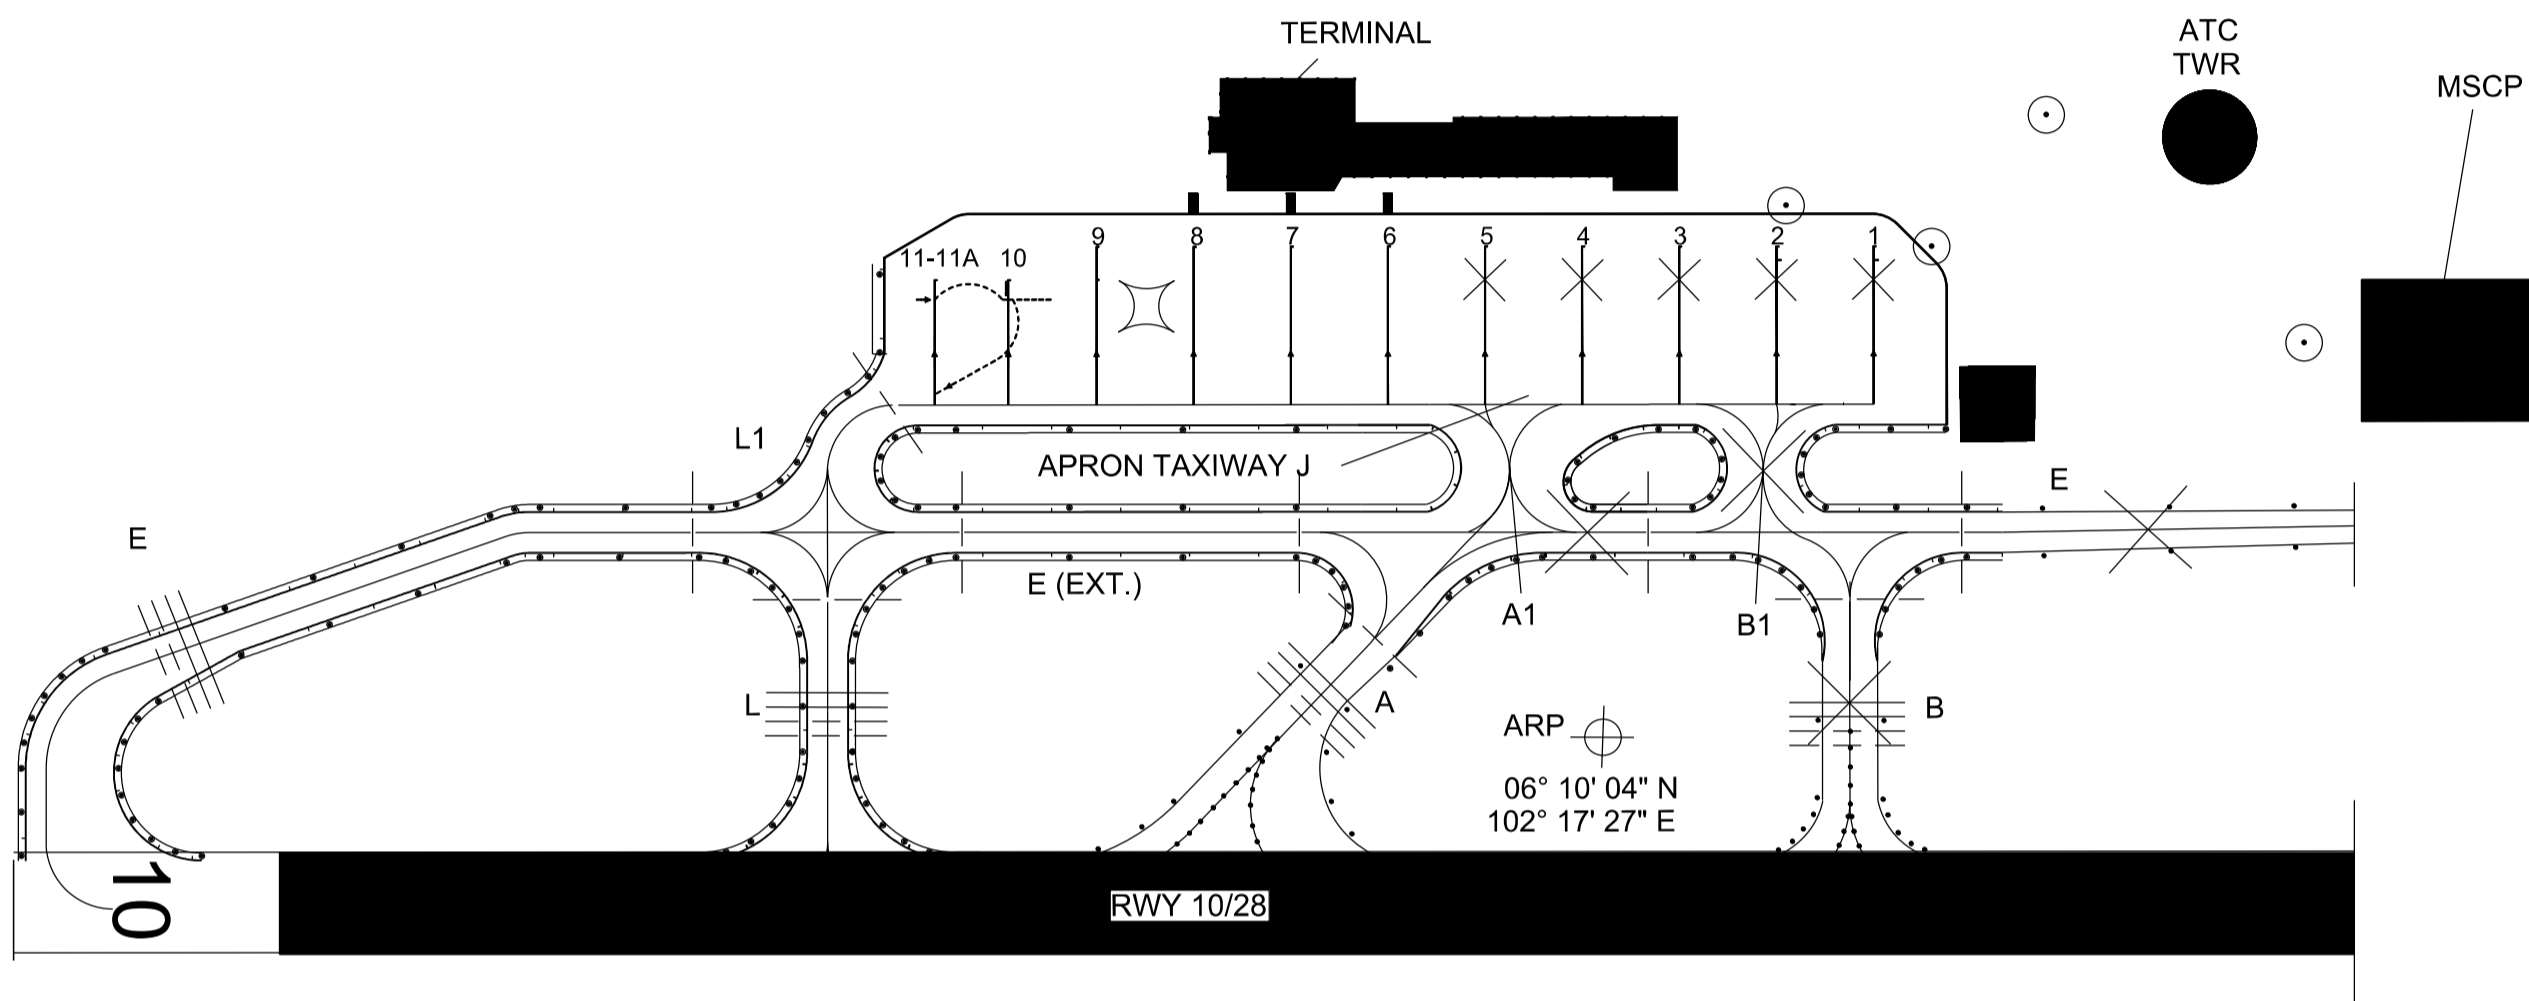 TERMINAL
ATC
TWR
MSCP
9 8 7 6 5 4 3 2 1
11-11A 10
L1
APRON TAXIWAY J
E
E
E (EXT.)
A1
B1
L
A
B
ARP
06° 10' 04" N
102° 17' 27" E
10
RWY 10/28